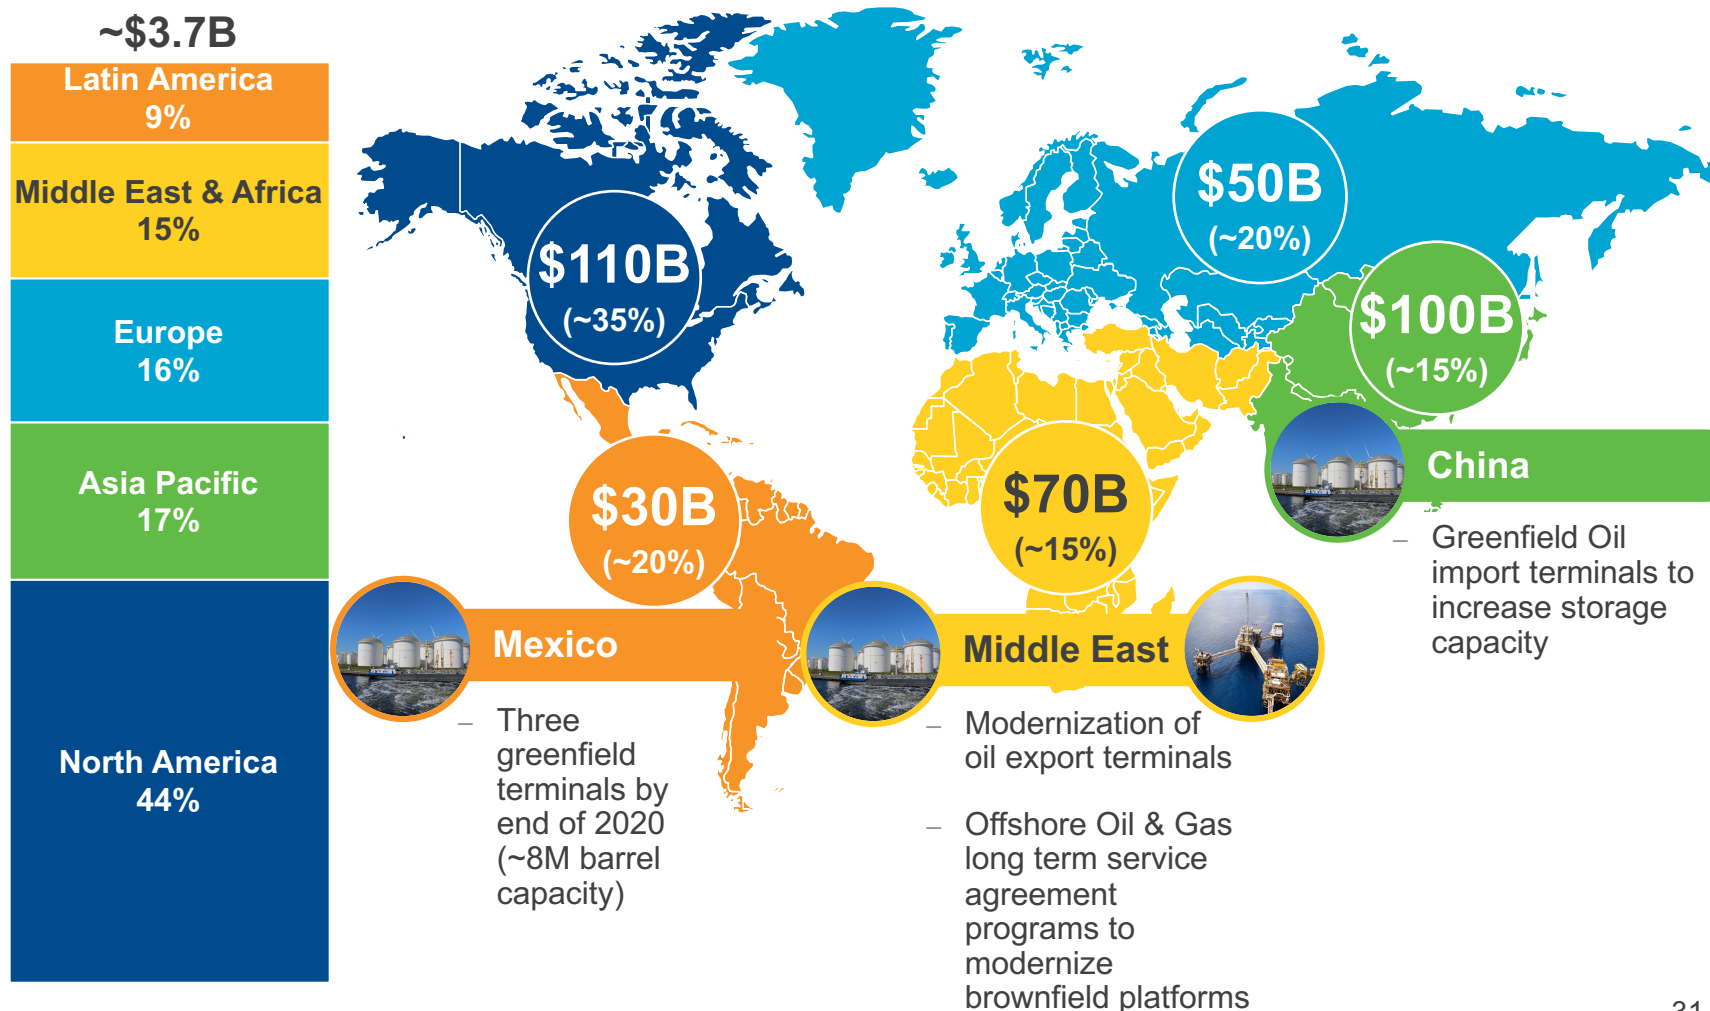 ~$3.7B
Latin America
9%
Middle East & Africa
15%
Europe
16%
Asia Pacific
17%
North America
44%
$110B
(~35%)
$50B
(~20%)
$100B
(~15%)
$30B
(~20%)
$70B
(~15%)
China
– Greenfield Oil
import terminals to
increase storage
capacity
Mexico
– Three
greenfield
terminals by
end of 2020
(~8M barrel
capacity)
Middle East
– Modernization of
oil export terminals
– Offshore Oil & Gas
long term service
agreement
programs to
modernize
brownfield platforms
31